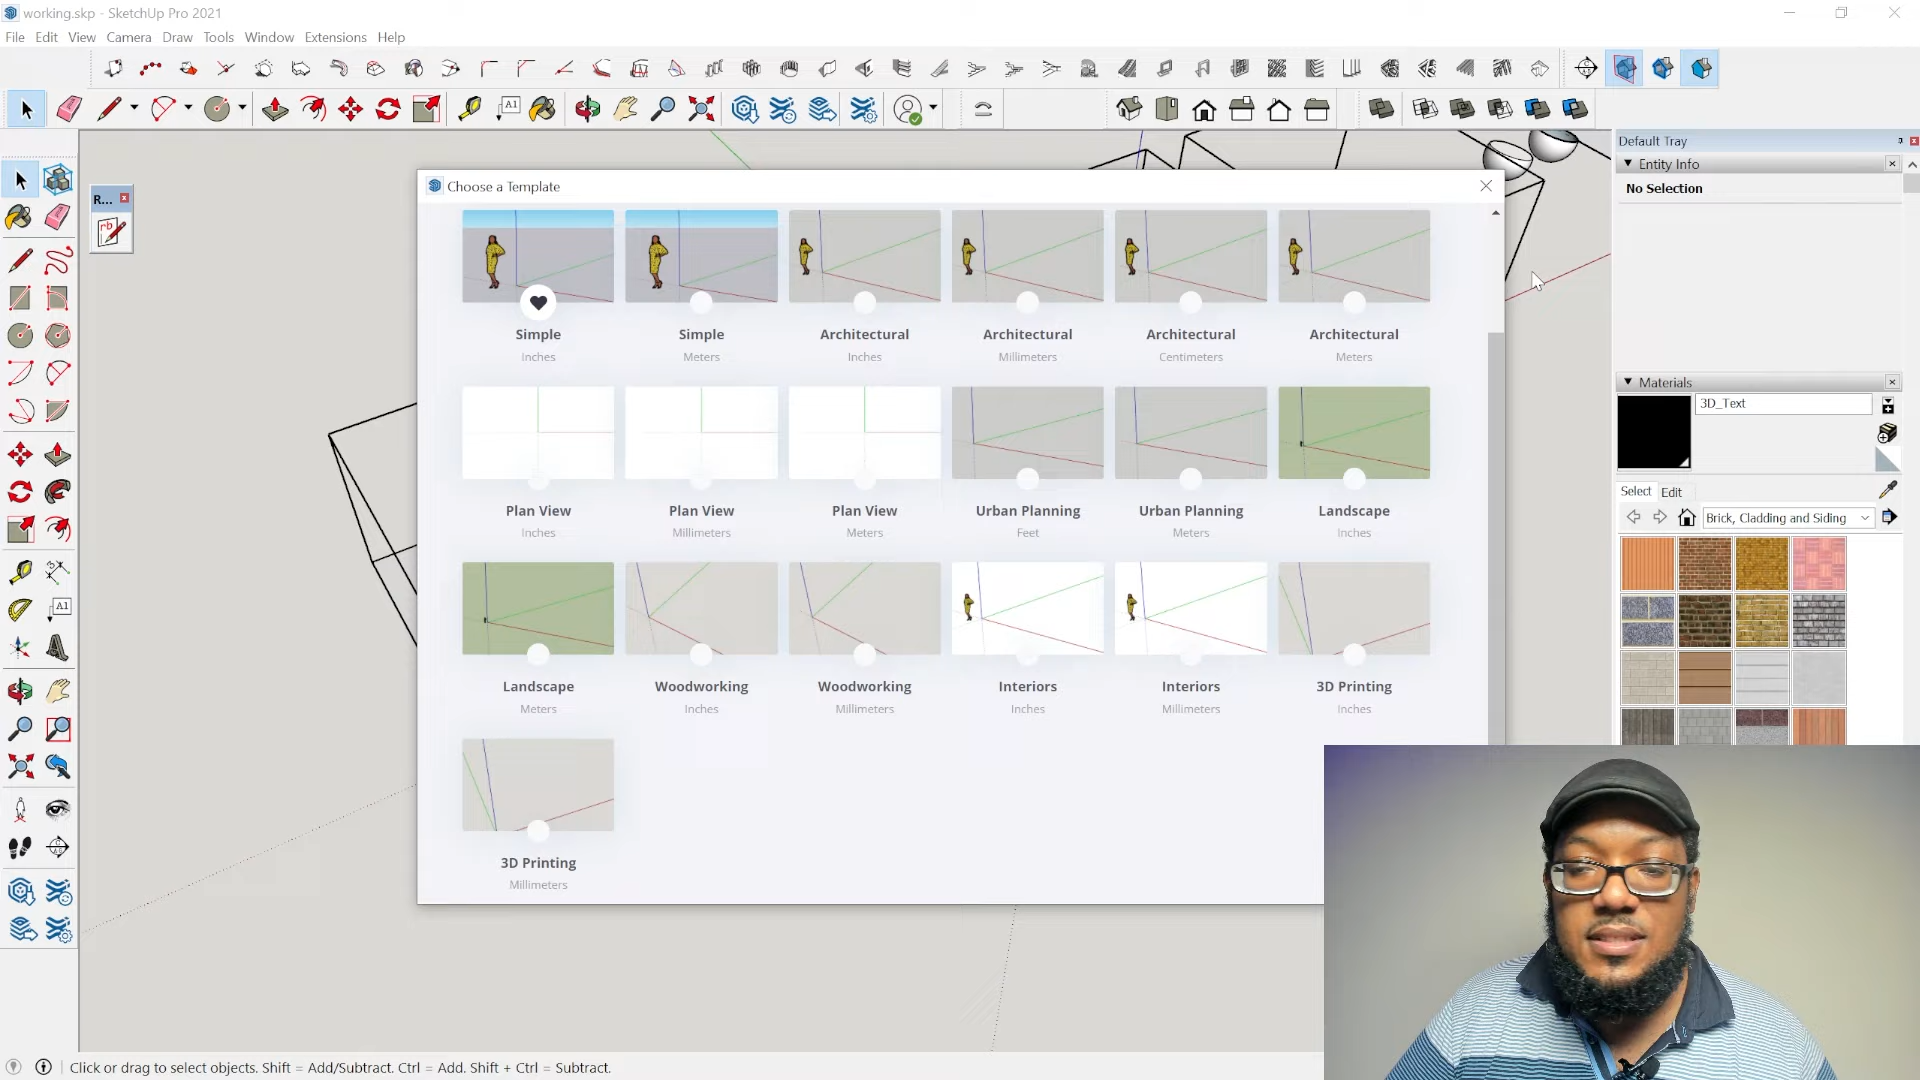 working.skp - SketchUp Pro 2021
File Edit View Camera Draw Tools Window Extensions Help
A1
Default Tray
Entity Info
No Selection
R...
rb
Choose a Template
Simple
Inches
Simple
Meters
Architectural
Inches
Architectural
Millimeters
Architectural
Centimeters
Architectural
Meters
Plan View
Inches
Plan View
Millimeters
Plan View
Meters
Urban Planning
Feet
Urban Planning
Meters
Landscape
Inches
Landscape
Meters
Woodworking
Inches
Woodworking
Millimeters
Interiors
Inches
Interiors
Millimeters
3D Printing
Inches
3D Printing
Millimeters
Materials
3D_Text
Select Edit
Brick, Cladding and Siding
A1
Click or drag to select objects. Shift = Add/Subtract. Ctrl = Add. Shift + Ctrl = Subtract.